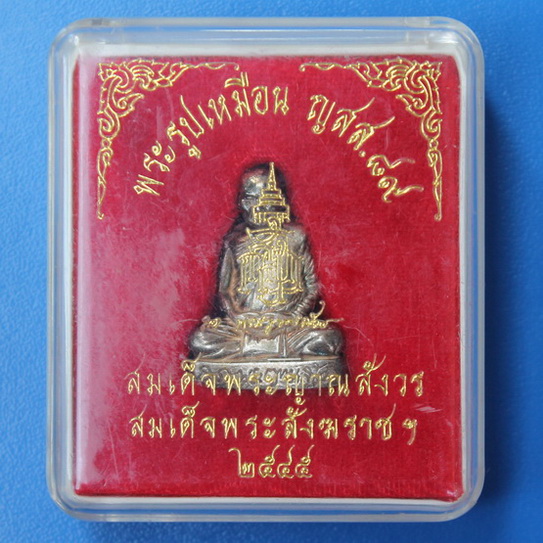 พระรูปเหมือน ญสส.๘๙
สมเด็จพระญาณสังวร
สมเด็จพระสังฆราชฯ
๒๕๔๕